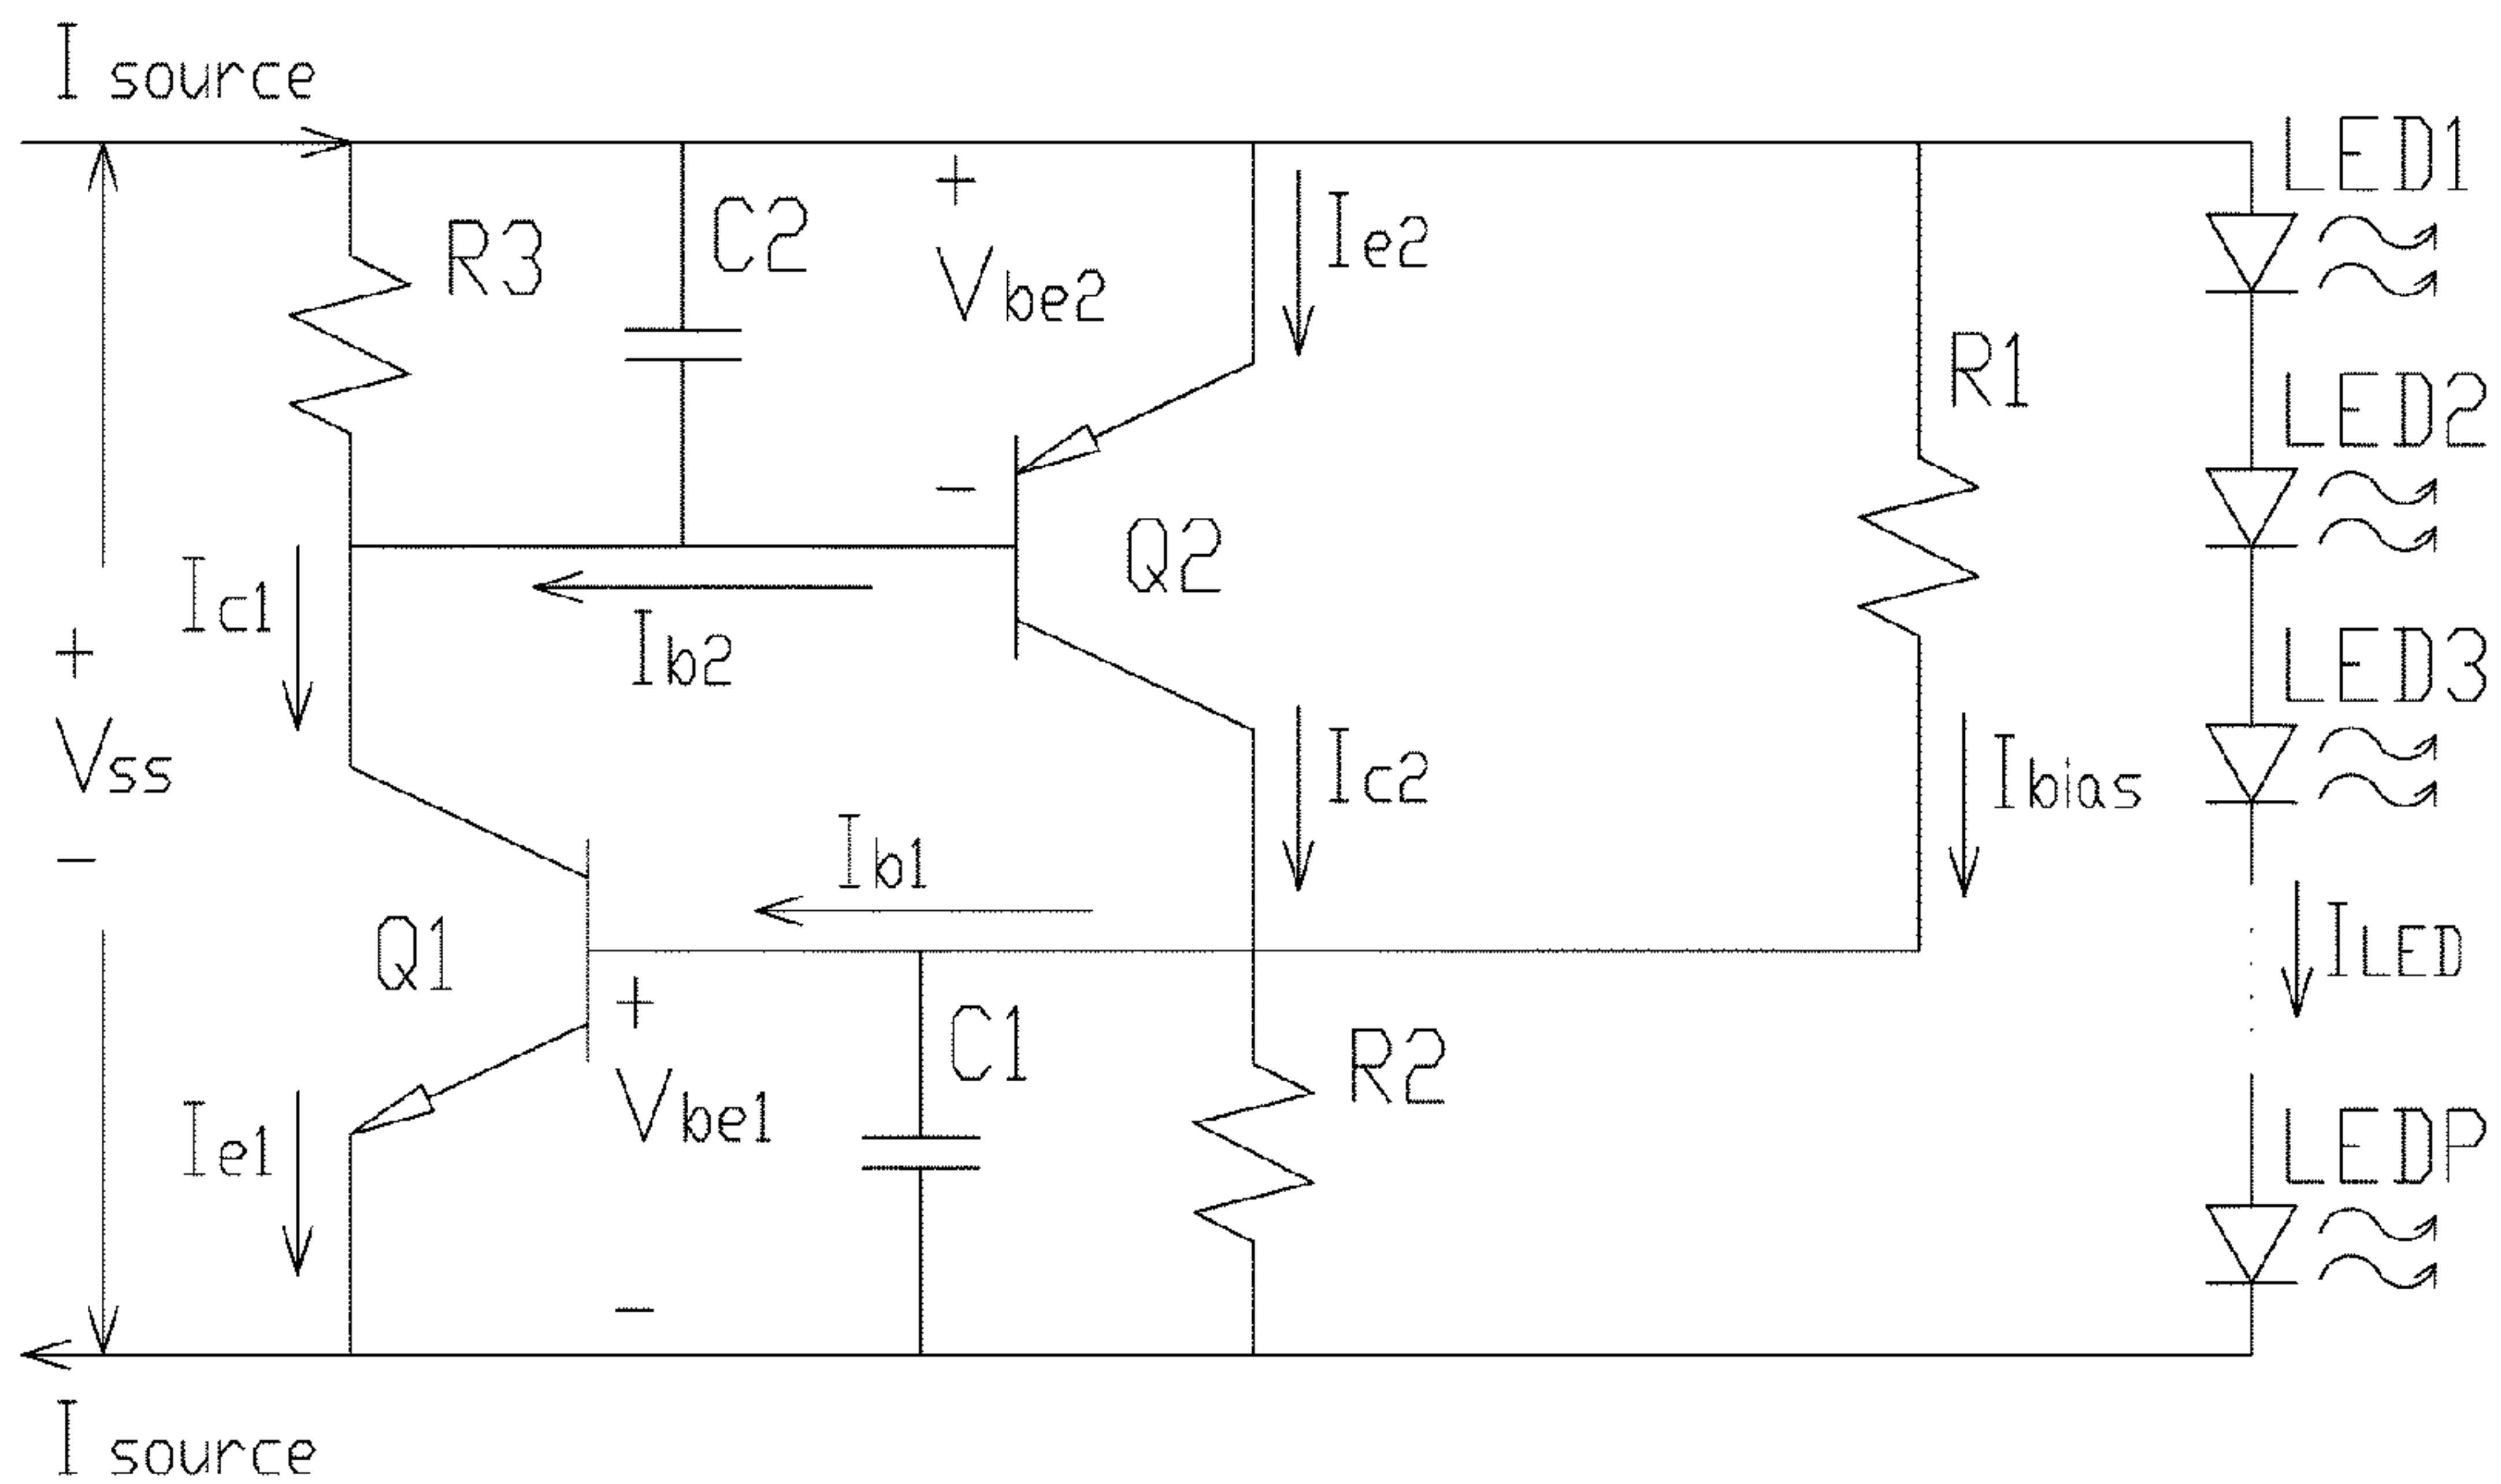 I source
LED1
R3
C2
+
Vbe2
-
Ie2
R1
LED2
Q2
Ic1
Ib2
LED3
+
Vss
-
Ic2
Ibias
Ib1
Q1
ILED
+
Vbe1
-
C1
R2
Ie1
LEDP
I source